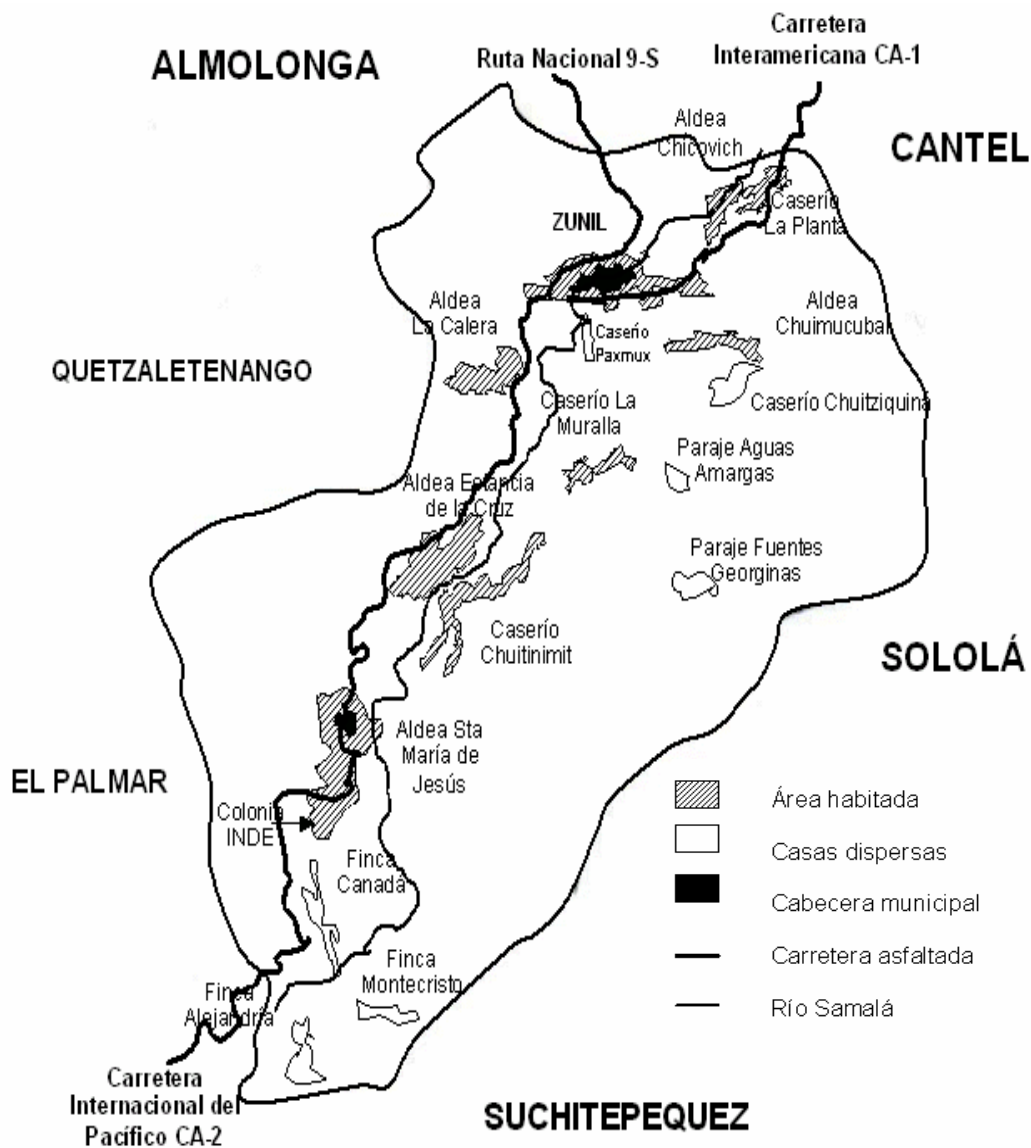 ALMOLONGA
Ruta Nacional 9-S
Carretera
Interamericana CA-1
Aldea
Chicovich
CANTEL
Caserío
La Planta
ZUNIL
Aldea
La Calera
Aldea
Chuimucubal
Caserío
Paxmux
QUETZALETENANGO
Caserío La
Muralla
Caserío Chuitziquiná
Paraje Aguas
Amargas
Aldea Estancia
de la Cruz
Paraje Fuentes
Georginas
Caserío
Chuitinimit
SOLOLÁ
Aldea Sta
María de
Jesús
EL PALMAR
Colonia
INDE
Finca
Canadá
Finca
Montecristo
Finca
Alejandría
Área habitada
Casas dispersas
Cabecera municipal
Carretera asfaltada
Río Samalá
Carretera
Internacional del
Pacífico CA-2
SUCHITEPEQUEZ